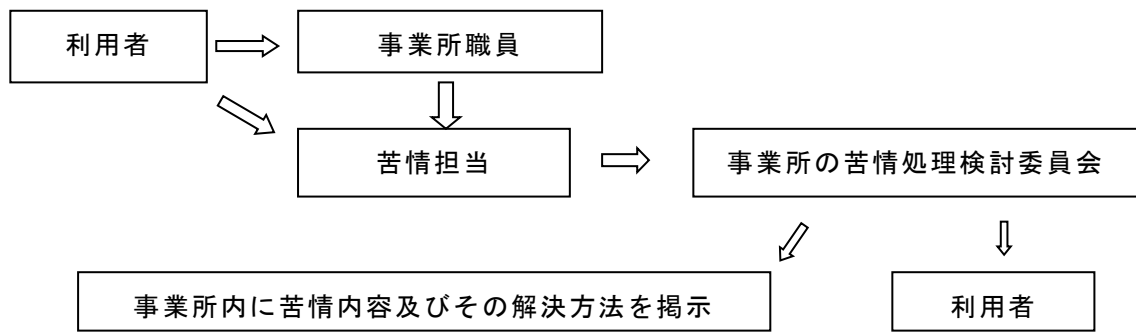 利用者
事業所職員
苦情担当
事業所の苦情処理検討委員会
事業所内に苦情内容及びその解決方法を掲示
利用者